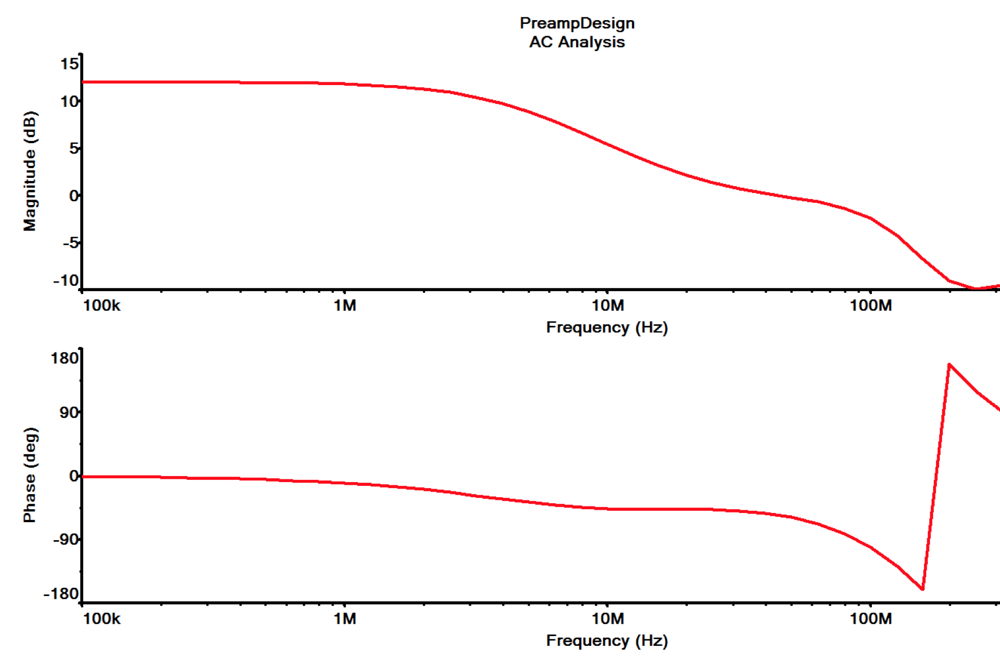 PreampDesign
AC Analysis
15
10
5
0
-5
-10
Magnitude (dB)
100k 1M 10M 100M
Frequency (Hz)
180
90
0
-90
-180
Phase (deg)
100k 1M 10M 100M
Frequency (Hz)